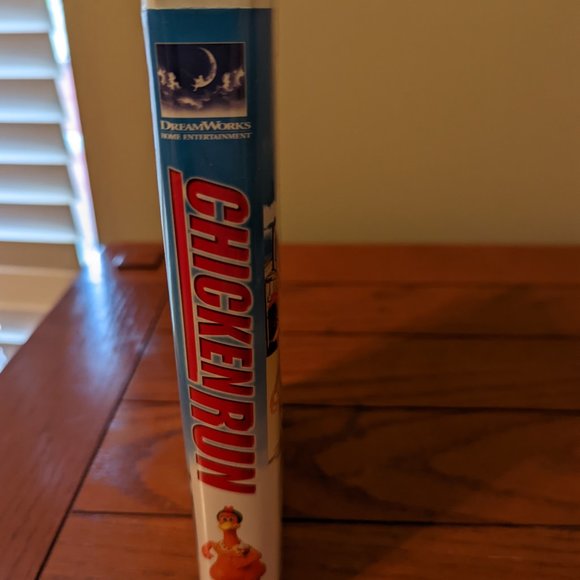 DREAMWORKS
HOME ENTERTAINMENT
CHICKEN RUN